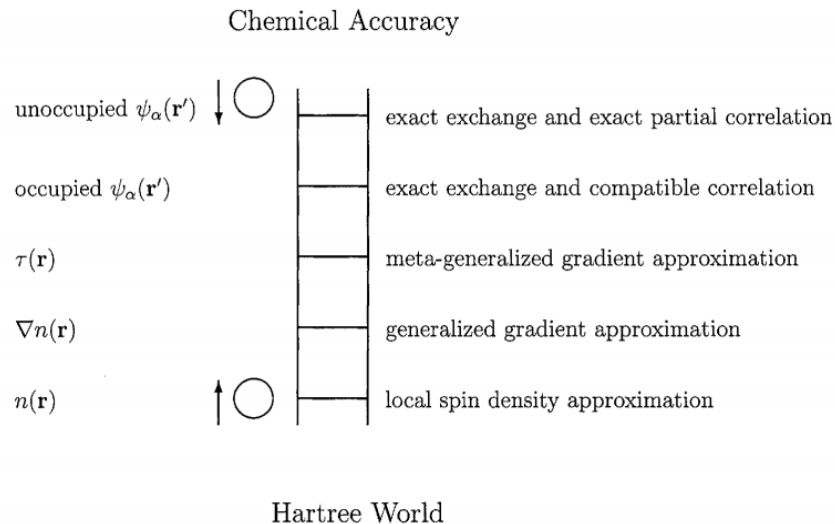 Chemical Accuracy
unoccupied ψα(r′)
exact exchange and exact partial correlation
occupied ψα(r′)
exact exchange and compatible correlation
τ(r)
meta-generalized gradient approximation
∇n(r)
generalized gradient approximation
n(r)
local spin density approximation
Hartree World